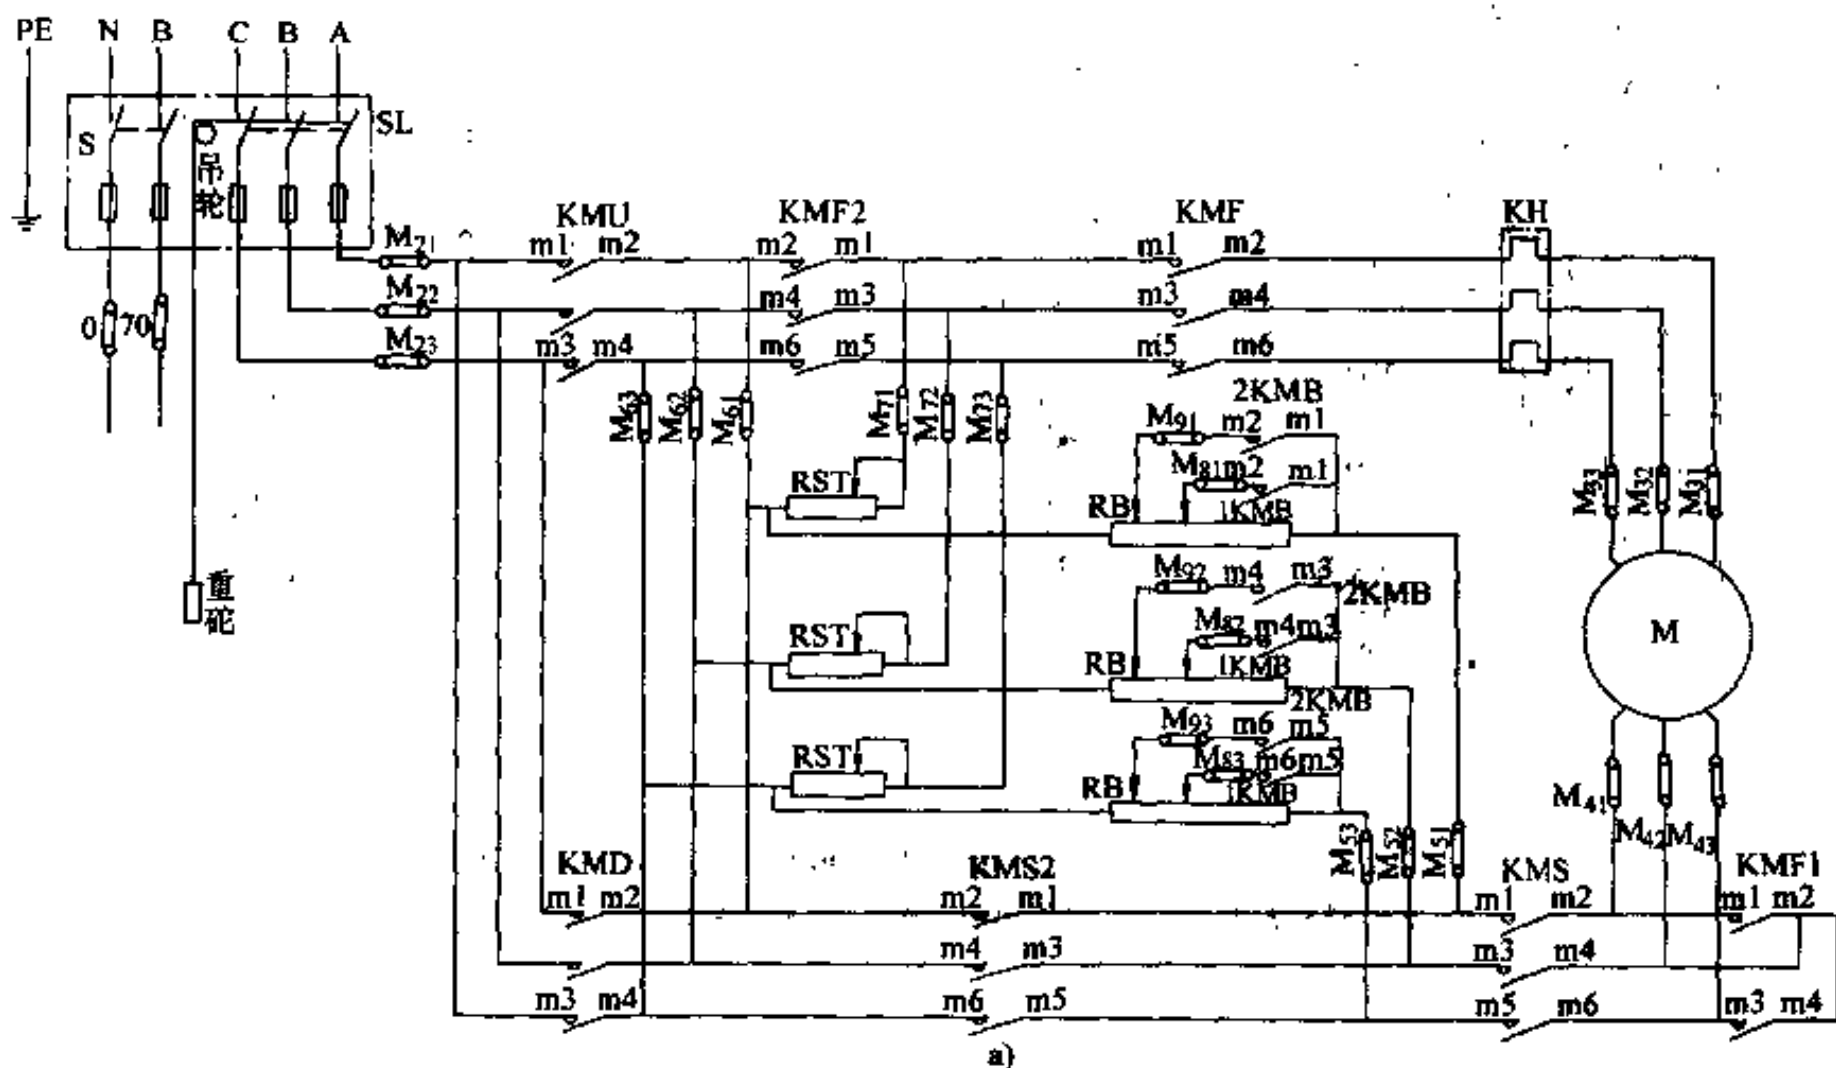 PE N B C B A
S SL
吊轮
KMU KMF2 KMF KH
M21 m1 m2 m2 m1 m1 m2
M22 m4 m3 m3 m4
0 70
M23 m3 m4 m6 m5 m5 m6
M63 M62 M61 M71 M72 M73
2KMB
M91 m2 m1
M81 m2 m1
RST RB 1KMB
M33 M32 M31
重砣
M92 m4 m3 2KMB
M82 m4 m3
RST RB 1KMB
M
2KMB
M93 m6 m5
M83 m6 m5
RST RB 1KMB
M41 M42 M43
M53 M52 M51
KMD KMS2 KMS KMF1
m1 m2 m2 m1 m1 m2 m1 m2
m4 m3 m3 m4
m3 m4 m6 m5 m5 m6 m3 m4
a)